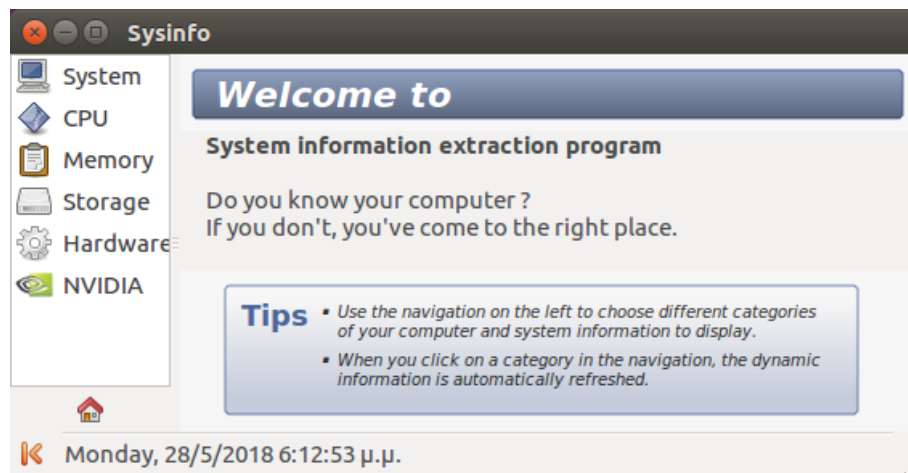 Sysinfo
System
CPU
Memory
Storage
Hardware
NVIDIA
Welcome to
System information extraction program
Do you know your computer ?
If you don't, you've come to the right place.
Tips
▪ Use the navigation on the left to choose different categories
of your computer and system information to display.
▪ When you click on a category in the navigation, the dynamic
information is automatically refreshed.
Monday, 28/5/2018 6:12:53 μ.μ.